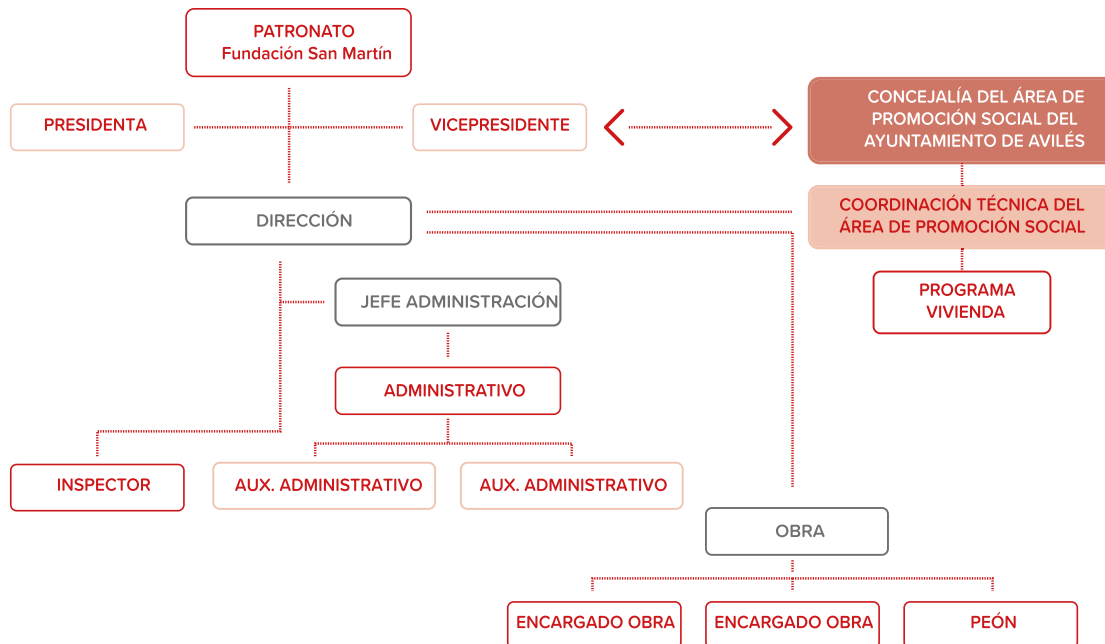 PATRONATO
Fundación San Martín
PRESIDENTA
VICEPRESIDENTE
CONCEJALÍA DEL ÁREA DE
PROMOCIÓN SOCIAL DEL
AYUNTAMIENTO DE AVILÉS
DIRECCIÓN
COORDINACIÓN TÉCNICA DEL
ÁREA DE PROMOCIÓN SOCIAL
JEFE ADMINISTRACIÓN
PROGRAMA
VIVIENDA
ADMINISTRATIVO
INSPECTOR
AUX. ADMINISTRATIVO
AUX. ADMINISTRATIVO
OBRA
ENCARGADO OBRA
ENCARGADO OBRA
PEÓN